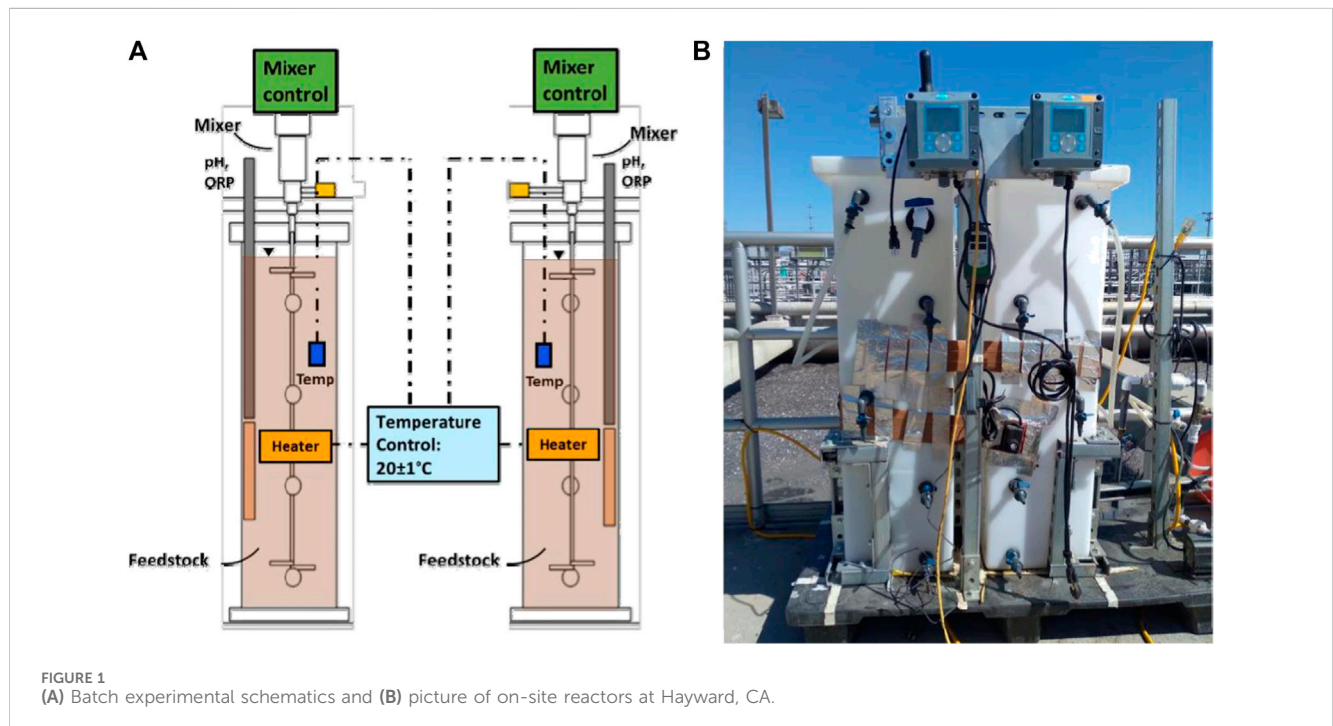 A
B
Mixer
control
Mixer
control
Mixer
Mixer
pH,
ORP
pH,
ORP
Temp
Temp
Temperature
Control:
20±1°C
Heater
Heater
Feedstock
Feedstock
FIGURE 1
(A) Batch experimental schematics and (B) picture of on-site reactors at Hayward, CA.